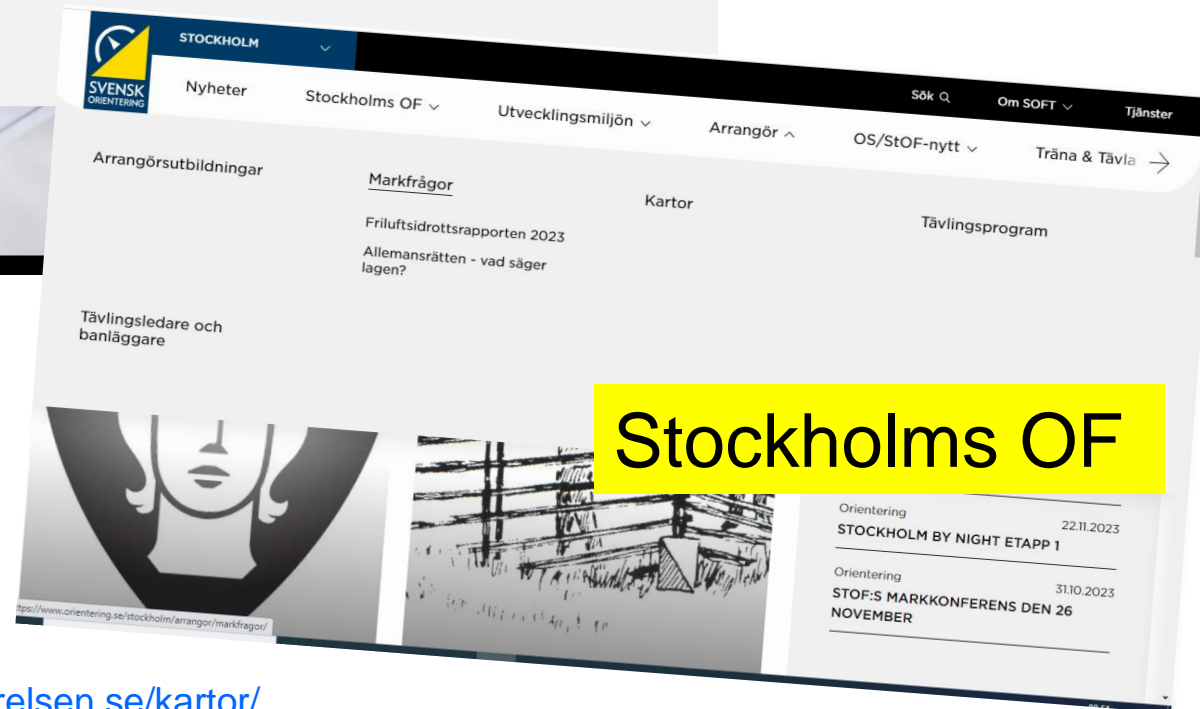 STOCKHOLM
SVENSK
ORIENTERING
Sök
Om SOFT
Tjänster
Nyheter
Stockholms OF
Utvecklingsmiljön
Arrangör
OS/StOF-nytt
Träna & Tävla
Arrangörsutbildningar
Markfrågor
Friluftsidrottsrapporten 2023
Allemansrätten - vad säger
lagen?
Kartor
Tävlingsprogram
Tävlingsledare och
banläggare
Stockholms OF
Orientering
22.11.2023
STOCKHOLM BY NIGHT ETAPP 1
Orientering
31.10.2023
STOF:S MARKKONFERENS DEN 26
NOVEMBER
ttps://www.orientering.se/stockholm/arrangor/markfragor/
relsen.se/kartor/